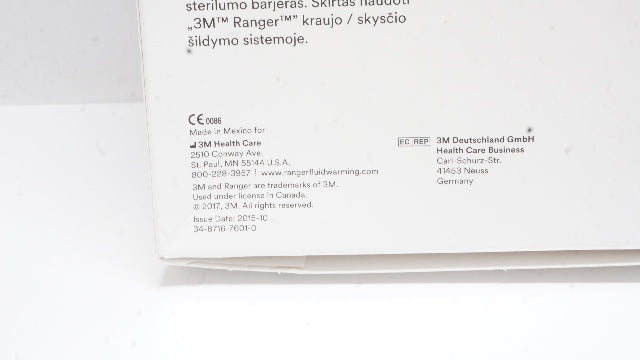 sterilumo barjeras. Skirtas naudoti
„3M™ Ranger™” kraujo / skysčio
šildymo sistemoje.
CE 0086
Made in Mexico for
3M Health Care
2510 Conway Ave.
St. Paul, MN 55144 U.S.A.
800-228-3957 | www.rangerfluidwarming.com
3M and Ranger are trademarks of 3M.
Used under license in Canada.
© 2017, 3M. All rights reserved.
Issue Date: 2016-10
34-8716-7601-0
EC REP 3M Deutschland GmbH
Health Care Business
Carl-Schurz-Str.
41453 Neuss
Germany